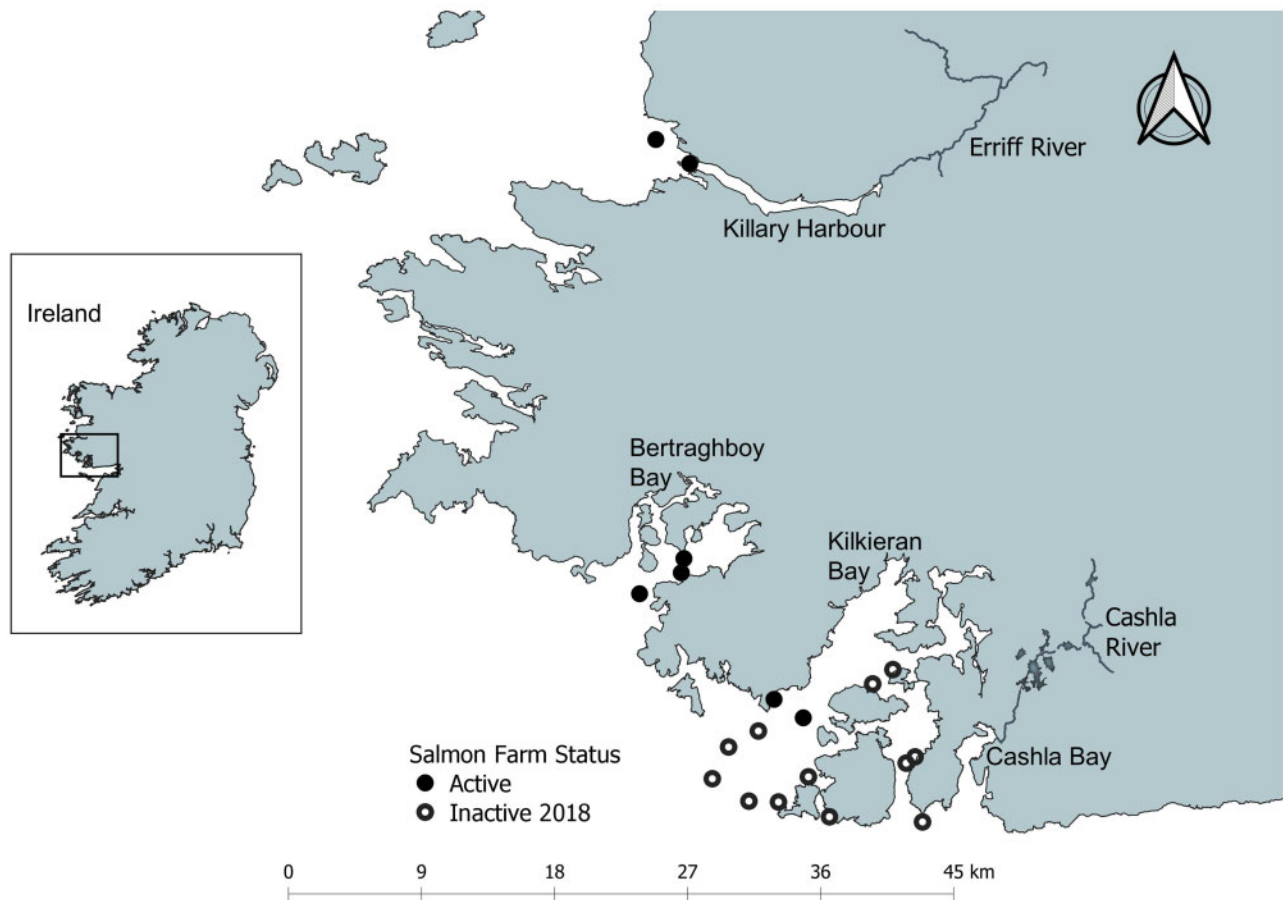 Erriff River
Killary Harbour
Ireland
Bertraghboy
Bay
Kilkieran
Bay
Cashla
River
Cashla Bay
Salmon Farm Status
Active
Inactive 2018
0 9 18 27 36 45 km